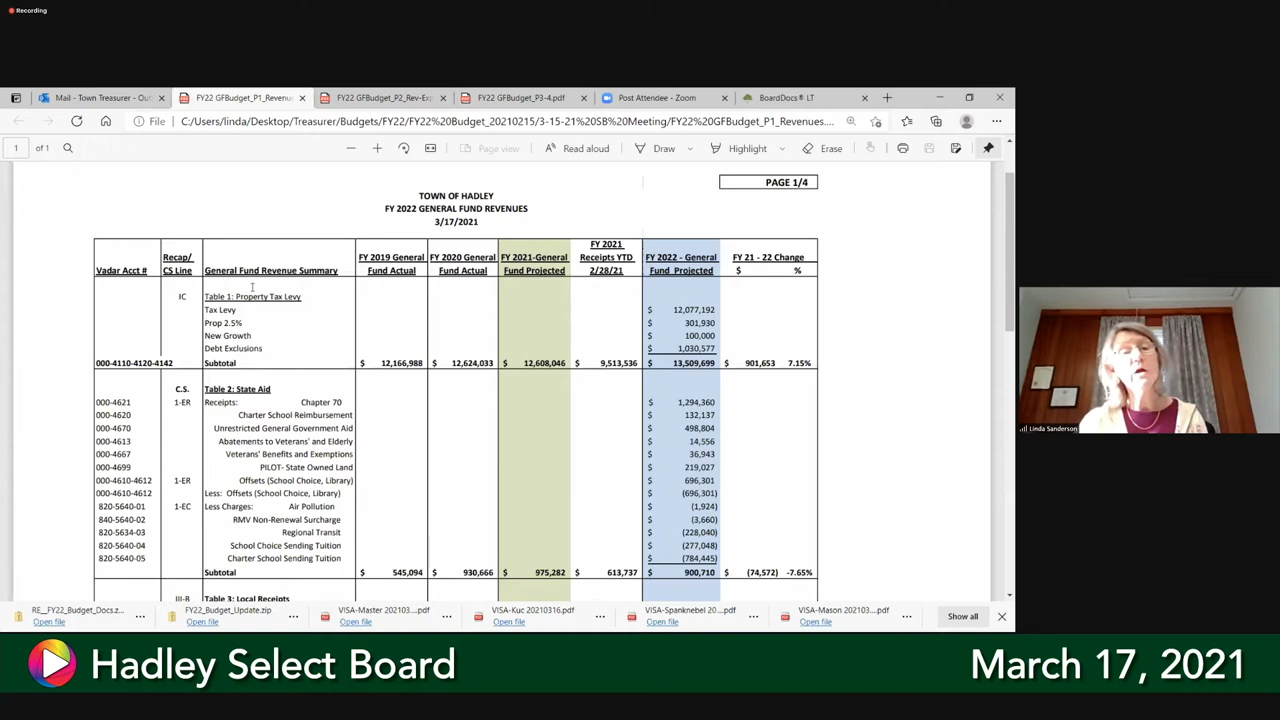 Recording
Mail - Town Treasurer - Out
FY22 GFBudget_P1_Revenue
FY22 GFBudget_P2_Rev-Exp
FY22 GFBudget_P3-4.pdf
Post Attendee - Zoom
BoardDocs® LT
File C:/Users/linda/Desktop/Treasurer/Budgets/FY22/FY22%20Budget_20210215/3-15-21%20SB%20Meeting/FY22%20GFBudget_P1_Revenues....
1 of 1 Page view Read aloud Draw Highlight Erase
PAGE 1/4
TOWN OF HADLEY
FY 2022 GENERAL FUND REVENUES
3/17/2021
FY 2021
Recap/ FY 2019 General FY 2020 General FY 2021-General Receipts YTD FY 2022 - General FY 21 - 22 Change
Vadar Acct # CS Line General Fund Revenue Summary Fund Actual Fund Actual Fund Projected 2/28/21 Fund Projected $ %
IC Table 1: Property Tax Levy
Tax Levy $ 12,077,192
Prop 2.5% $ 301,930
New Growth $ 100,000
Debt Exclusions $ 1,030,577
000-4110-4120-4142 Subtotal $ 12,166,988 $ 12,624,033 $ 12,608,046 $ 9,513,536 $ 13,509,699 $ 901,653 7.15%
C.S. Table 2: State Aid
000-4621 1-ER Receipts: Chapter 70 $ 1,294,360
000-4620 Charter School Reimbursement $ 132,137
000-4670 Unrestricted General Government Aid $ 498,804
000-4613 Abatements to Veterans' and Elderly $ 14,556
000-4667 Veterans' Benefits and Exemptions $ 36,943
000-4699 PILOT- State Owned Land $ 219,027
000-4610-4612 1-ER Offsets (School Choice, Library) $ 696,301
000-4610-4612 Less: Offsets (School Choice, Library) $ (696,301)
820-5640-01 1-EC Less Charges: Air Pollution $ (1,924)
840-5640-02 RMV Non-Renewal Surcharge $ (3,660)
820-5634-03 Regional Transit $ (228,040)
820-5640-04 School Choice Sending Tuition $ (277,048)
820-5640-05 Charter School Sending Tuition $ (784,445)
Subtotal $ 545,094 $ 930,666 $ 975,282 $ 613,737 $ 900,710 $ (74,572) -7.65%
III-B Table 3: Local Receipts
Linda Sanderson
RE__FY22_Budget_Docs.z... FY22_Budget_Update.zip VISA-Master 202103....pdf VISA-Kuc 20210316.pdf VISA-Spanknebel 20....pdf VISA-Mason 202103....pdf Show all
Open file Open file Open file Open file Open file Open file
Hadley Select Board
March 17, 2021